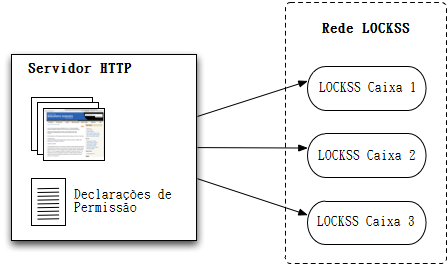 Rede LOCKSS
Servidor HTTP
LOCKSS Caixa 1
LOCKSS Caixa 2
Declarações de
Permissão
LOCKSS Caixa 3